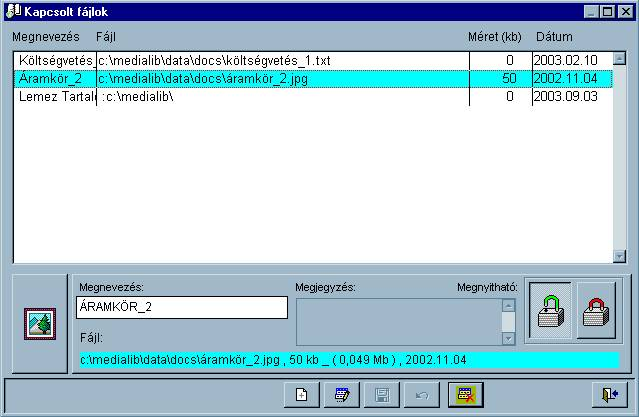 Kapcsolt fájlok
Megnevezés Fájl Méret (kb) Dátum
Költségvetés_ c:\medialib\data\docs\költségvetés_1.txt 0 2003.02.10
Áramkör_2 c:\medialib\data\docs\áramkör_2.jpg 50 2002.11.04
Lemez Tartalo :c:\medialib\ 0 2003.09.03
Megnevezés: Megjegyzés: Megnyitható:
ÁRAMKÖR_2
Fájl:
c:\medialib\data\docs\áramkör_2.jpg , 50 kb _ ( 0,049 Mb ) , 2002.11.04